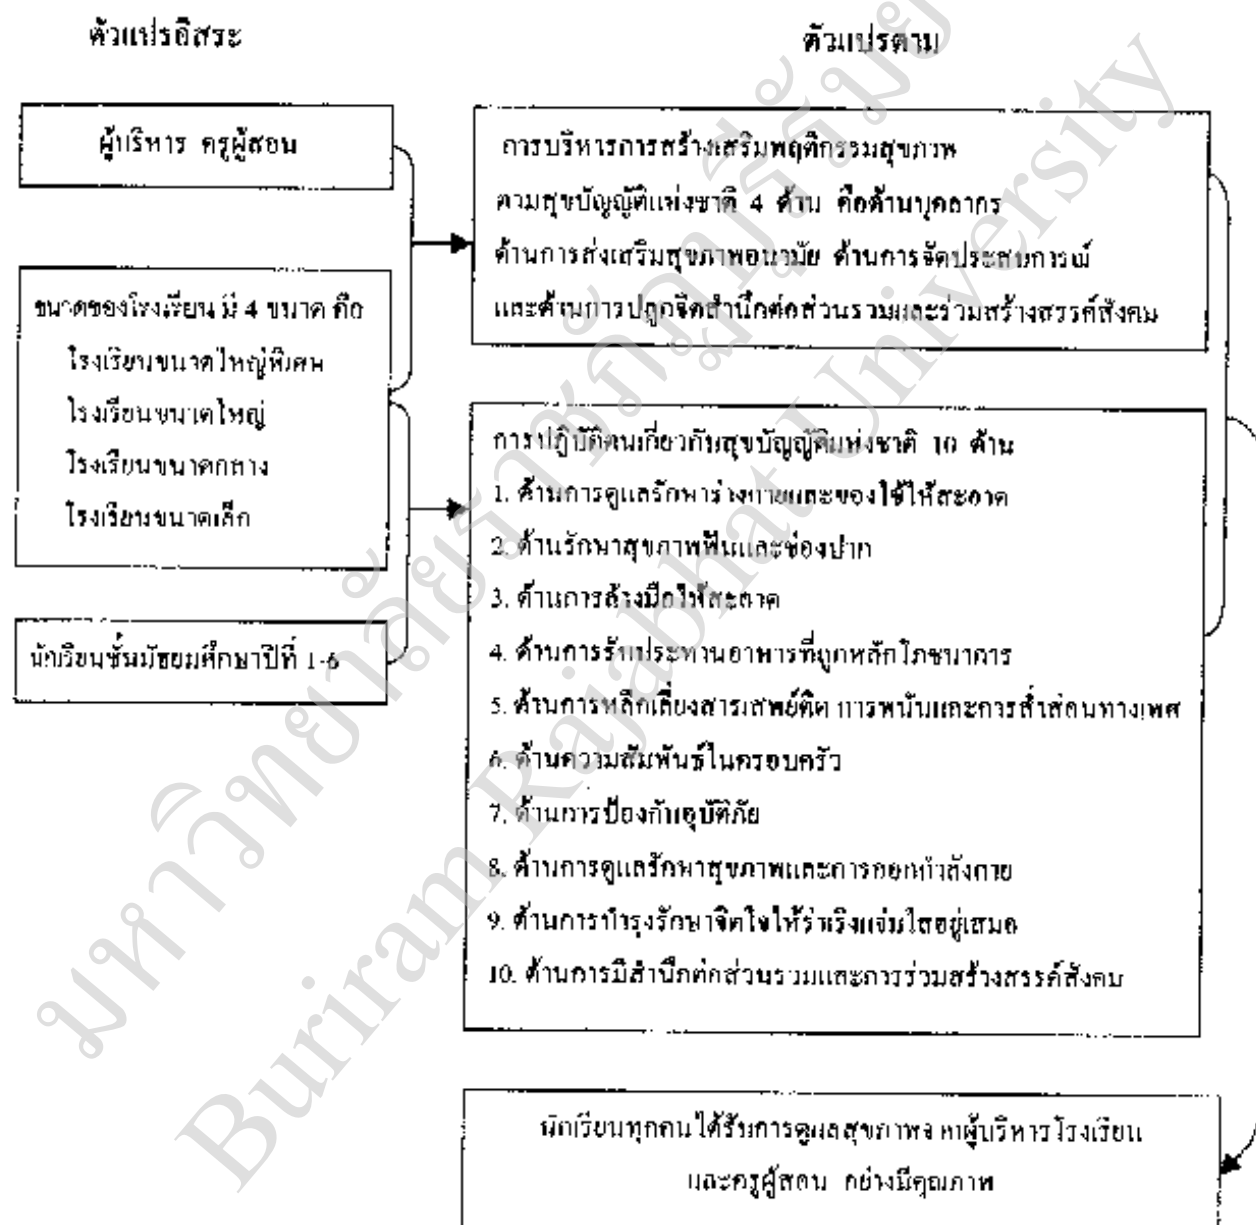 ตัวแปรอิสระ
ตัวแปรตาม
ผู้บริหาร ครูผู้สอน
ขนาดของโรงเรียน มี 4 ขนาด คือ
โรงเรียนขนาดใหญ่พิเศษ
โรงเรียนขนาดใหญ่
โรงเรียนขนาดกลาง
โรงเรียนขนาดเล็ก
นักเรียนชั้นมัธยมศึกษาปีที่ 1-6
การบริหารการสร้างเสริมพฤติกรรมสุขภาพ
ตามสุขบัญญัติแห่งชาติ 4 ด้าน คือด้านบุคลากร
ด้านการส่งเสริมสุขภาพอนามัย ด้านการจัดประสบการณ์
และด้านการปลูกจิตสำนึกต่อส่วนรวมและร่วมสร้างสรรค์สังคม
การปฏิบัติตนเกี่ยวกับสุขบัญญัติแห่งชาติ 10 ด้าน
1. ด้านการดูแลรักษาร่างกายและของใช้ให้สะอาด
2. ด้านรักษาสุขภาพฟันและช่องปาก
3. ด้านการล้างมือให้สะอาด
4. ด้านการรับประทานอาหารที่ถูกหลักโภชนาการ
5. ด้านการหลีกเลี่ยงสารเสพย์ติด การพนันและการสำส่อนทางเพศ
6. ด้านความสัมพันธ์ในครอบครัว
7. ด้านการป้องกันอุบัติภัย
8. ด้านการดูแลรักษาสุขภาพและการออกกำลังกาย
9. ด้านการบำรุงรักษาจิตใจให้ร่าเริงแจ่มใสอยู่เสมอ
10. ด้านการมีสำนึกต่อส่วนรวมและการร่วมสร้างสรรค์สังคม
นักเรียนทุกคนได้รับการดูแลสุขภาพจากผู้บริหารโรงเรียน
และครูผู้สอน อย่างมีคุณภาพ
มหาวิทยาลัยราชภัฏบุรีรัมย์
Buriram Rajabhat University